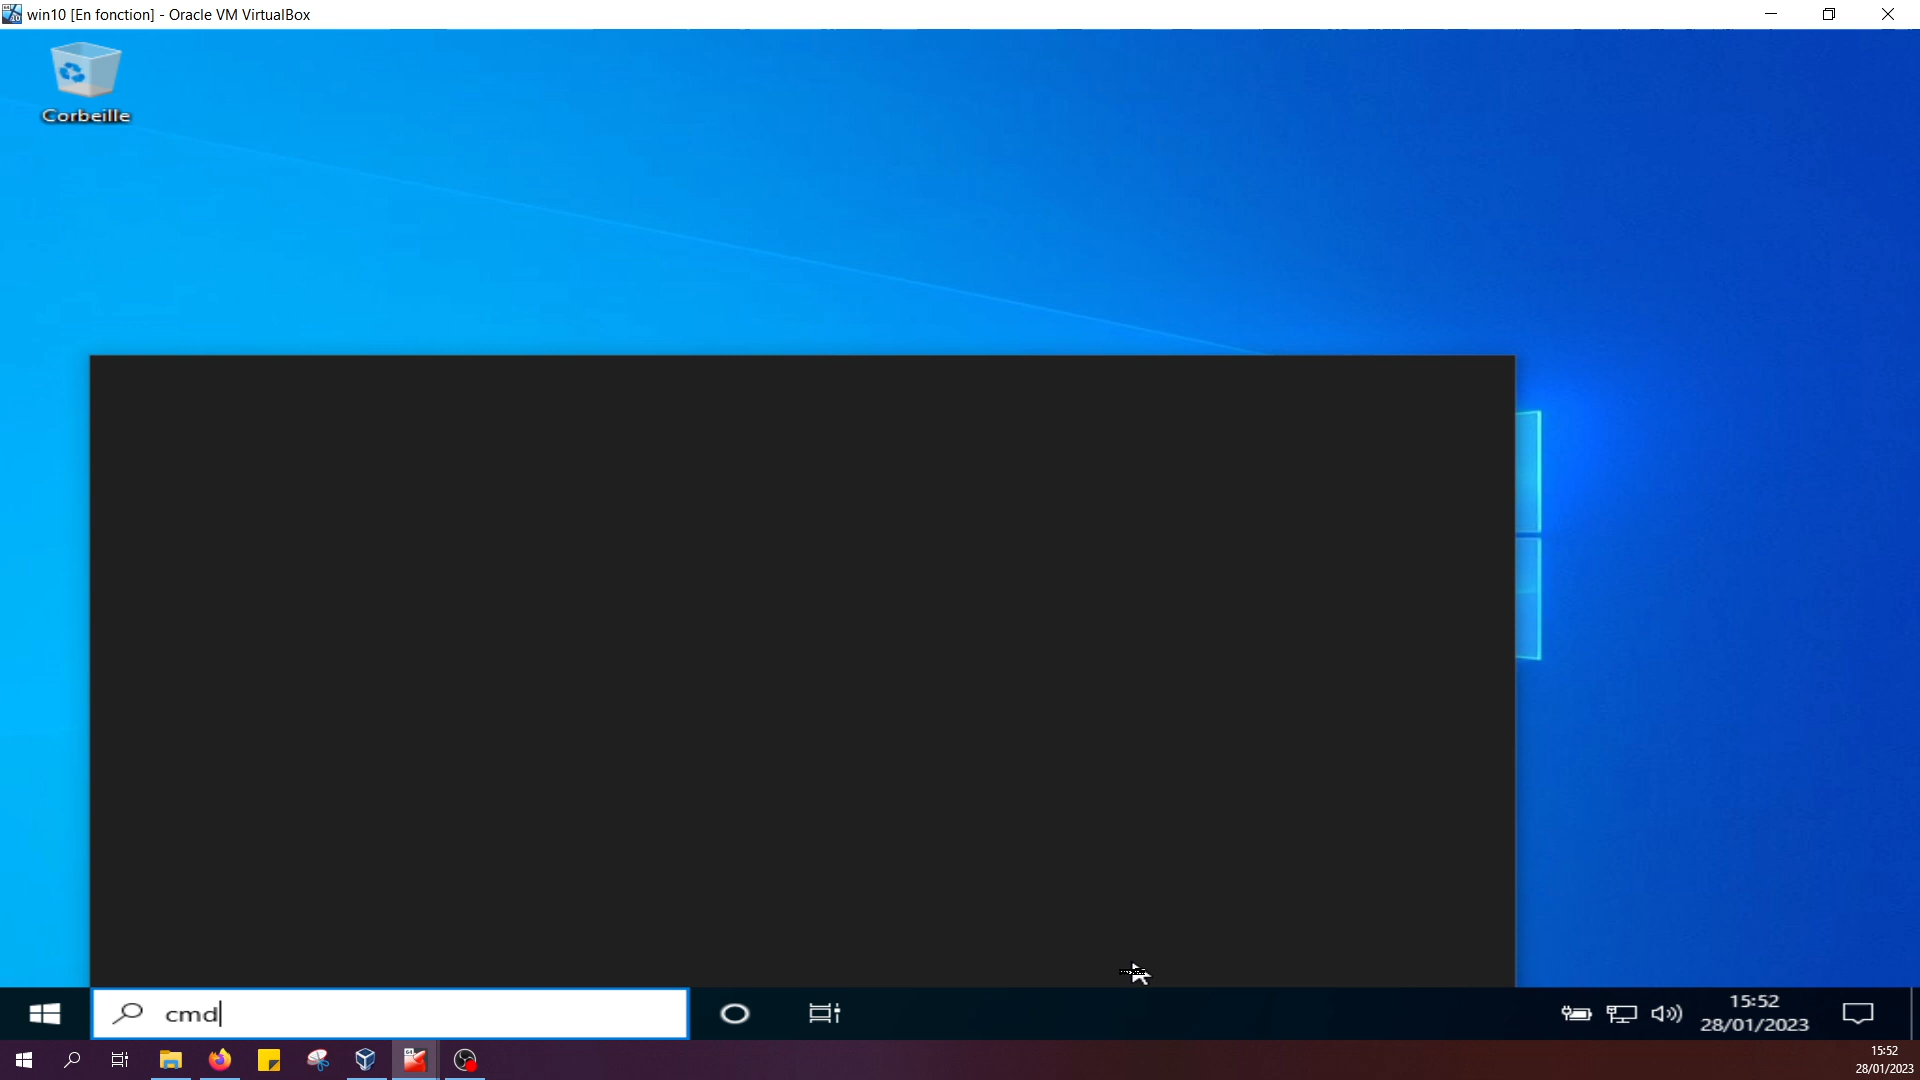 win10 [En fonction] - Oracle VM VirtualBox
Corbeille
cmd
15:52
28/01/2023
15:52
28/01/2023